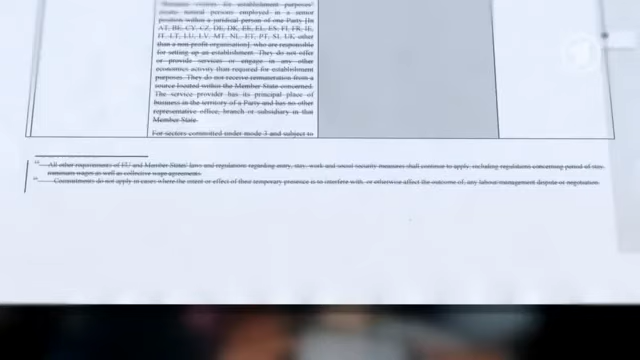 "Business visitors for establishment purposes"
means natural persons employed in a senior
position within a juridical person of one Party [In
AT, BE, CY, CZ, DE, DK, EE, EL, ES, FI, FR, IE,
IT, LT, LU, LV, MT, NL, ET, PT, SI, UK, other
than a non-profit organisation], who are responsible
for setting up an establishment. They do not offer
or provide services or engage in any other
economics activity than required for establishment
purposes. They do not receive remuneration from a
source located within the Member State concerned.
The service provider has its principal place of
business in the territory of a Party and has no other
representative office, branch or subsidiary in that
Member State.
For sectors committed under mode 3 and subject to
All other requirements of EU and Member States' laws and regulations regarding entry, stay, work and social security measures shall continue to apply, including regulations concerning period of stay,
minimum wages as well as collective wage agreements.
Commitments do not apply in cases where the intent or effect of their temporary presence is to interfere with, or otherwise affect the outcome of, any labour/management dispute or negotiation.